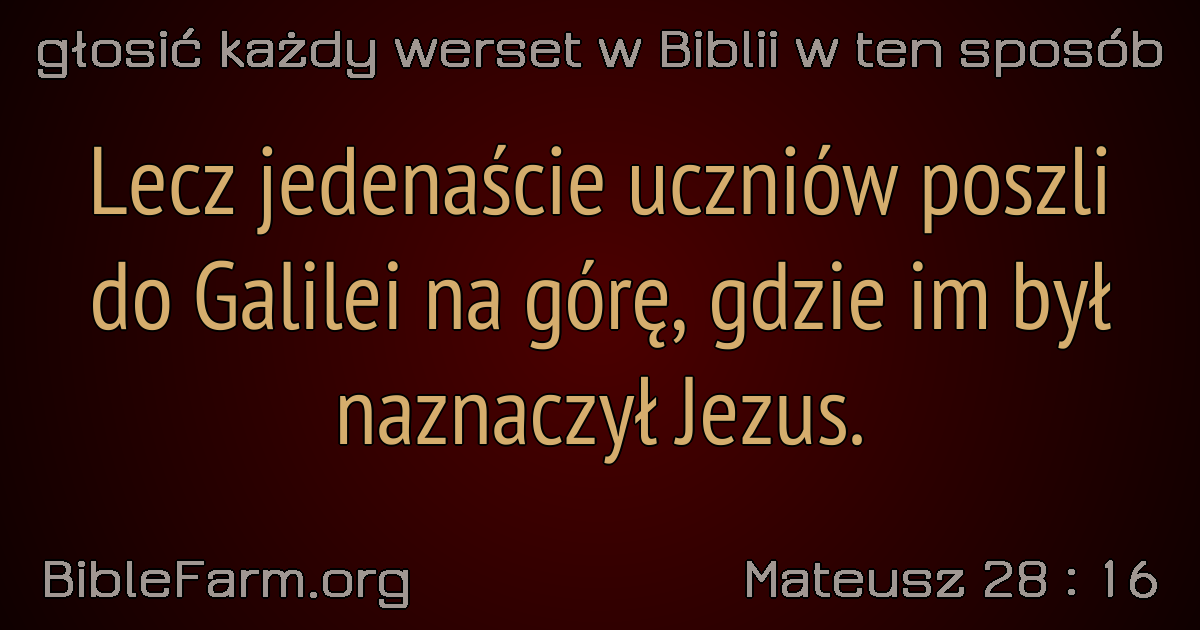 głosić każdy werset w Biblii w ten sposób
Lecz jedenaście uczniów poszli
do Galilei na górę, gdzie im był
naznaczył Jezus.
BibleFarm.org
Mateusz 28 : 16